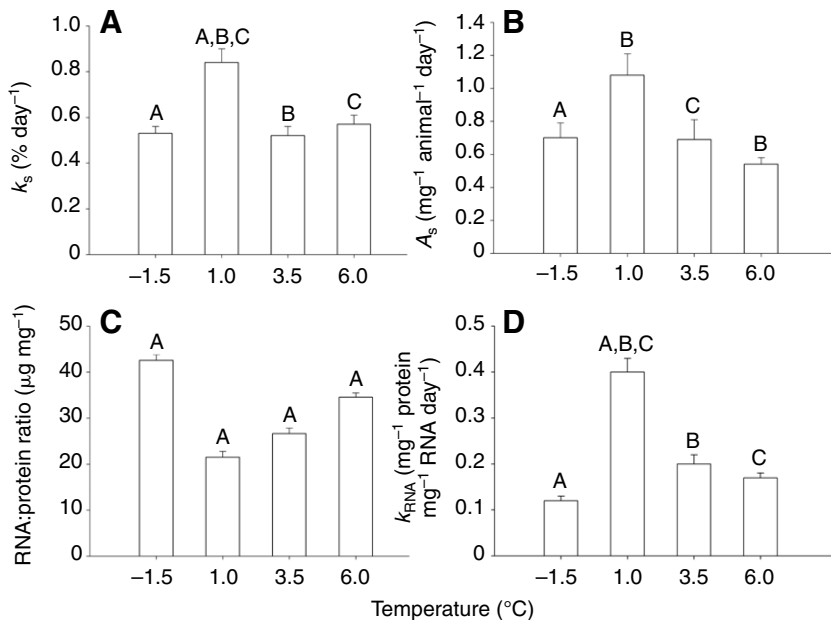 A
k_s (% day⁻¹)
1.0
0.8
0.6
0.4
0.2
0
A
A,B,C
B
C
–1.5
1.0
3.5
6.0
B
A_s (mg⁻¹ animal⁻¹ day⁻¹)
1.4
1.2
1.0
0.8
0.6
0.4
0.2
0
A
B
C
B
–1.5
1.0
3.5
6.0
C
RNA:protein ratio (μg mg⁻¹)
50
40
30
20
10
0
A
A
A
A
–1.5
1.0
3.5
6.0
D
k_RNA (mg⁻¹ protein
mg⁻¹ RNA day⁻¹)
0.5
0.4
0.3
0.2
0.1
0
A
A,B,C
B
C
–1.5
1.0
3.5
6.0
Temperature (°C)